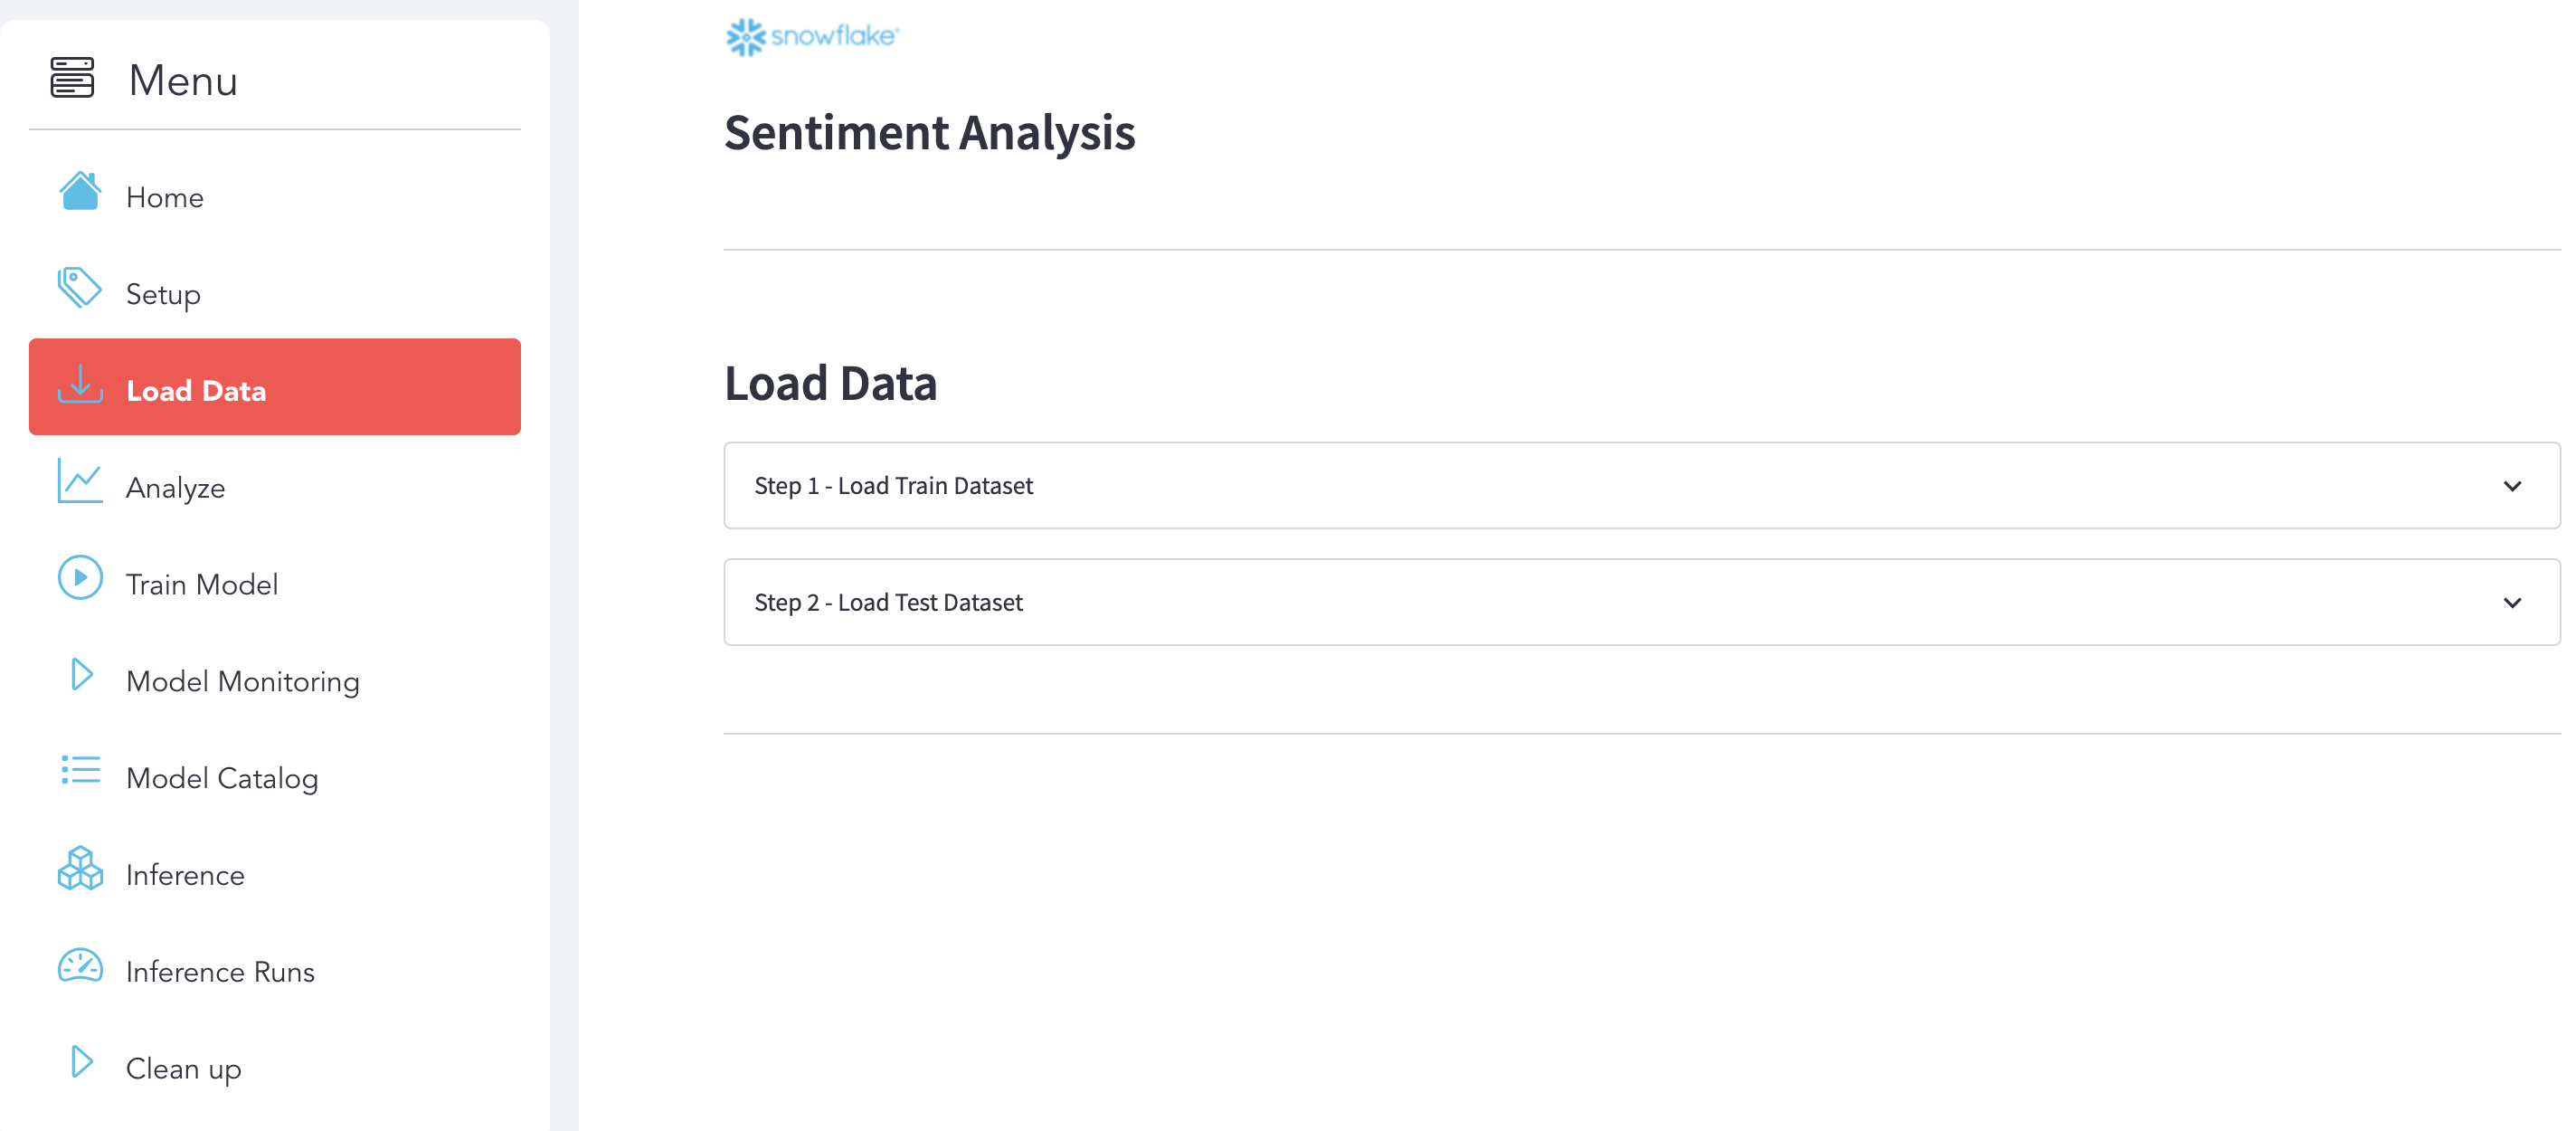 Menu
Home
Setup
Load Data
Analyze
Train Model
Model Monitoring
Model Catalog
Inference
Inference Runs
Clean up
snowflake®
Sentiment Analysis
Load Data
Step 1 - Load Train Dataset
Step 2 - Load Test Dataset